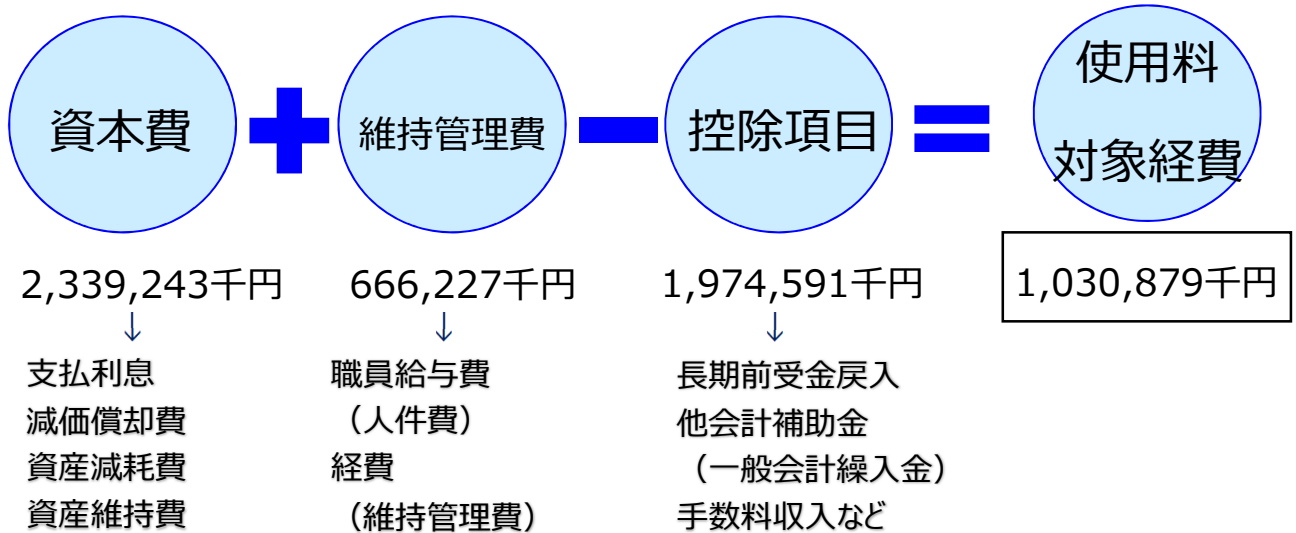 資本費
維持管理費
控除項目
使用料
対象経費
2,339,243千円
666,227千円
1,974,591千円
1,030,879千円
↓
↓
↓
支払利息
減価償却費
資産減耗費
資産維持費
職員給与費
（人件費）
経費
（維持管理費）
長期前受金戻入
他会計補助金
（一般会計繰入金）
手数料収入など